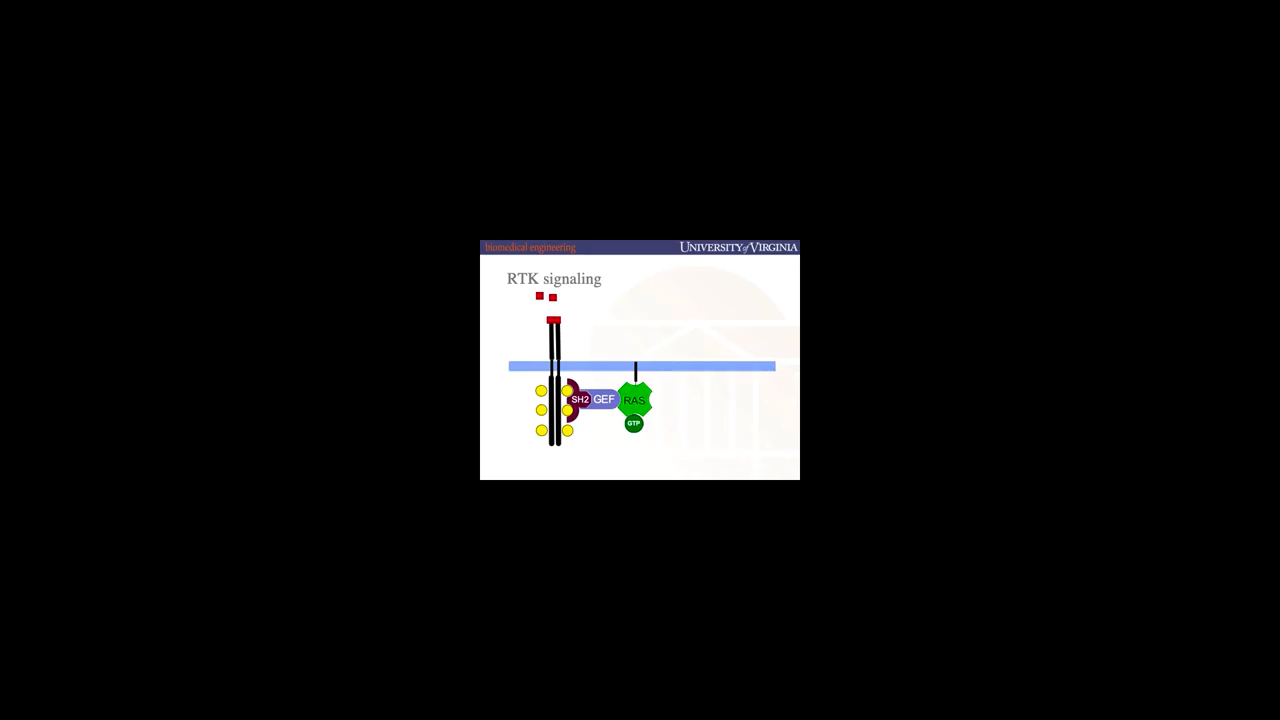 biomedical engineering
UNIVERSITY of VIRGINIA
RTK signaling
SH2
GEF
RAS
GTP